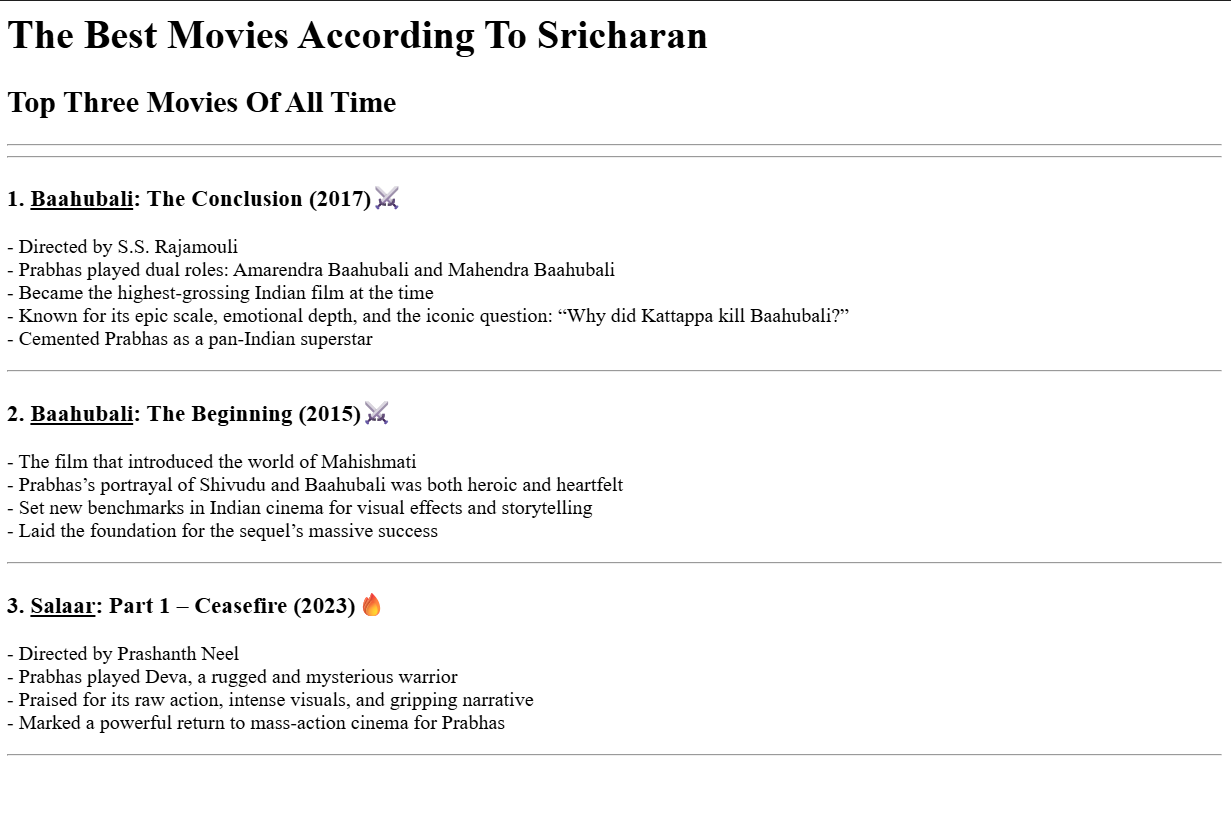 The Best Movies According To Sricharan
Top Three Movies Of All Time
1. Baahubali: The Conclusion (2017)⚔️
- Directed by S.S. Rajamouli
- Prabhas played dual roles: Amarendra Baahubali and Mahendra Baahubali
- Became the highest-grossing Indian film at the time
- Known for its epic scale, emotional depth, and the iconic question: “Why did Kattappa kill Baahubali?”
- Cemented Prabhas as a pan-Indian superstar
2. Baahubali: The Beginning (2015)⚔️
- The film that introduced the world of Mahishmati
- Prabhas’s portrayal of Shivudu and Baahubali was both heroic and heartfelt
- Set new benchmarks in Indian cinema for visual effects and storytelling
- Laid the foundation for the sequel’s massive success
3. Salaar: Part 1 – Ceasefire (2023) 🔥
- Directed by Prashanth Neel
- Prabhas played Deva, a rugged and mysterious warrior
- Praised for its raw action, intense visuals, and gripping narrative
- Marked a powerful return to mass-action cinema for Prabhas